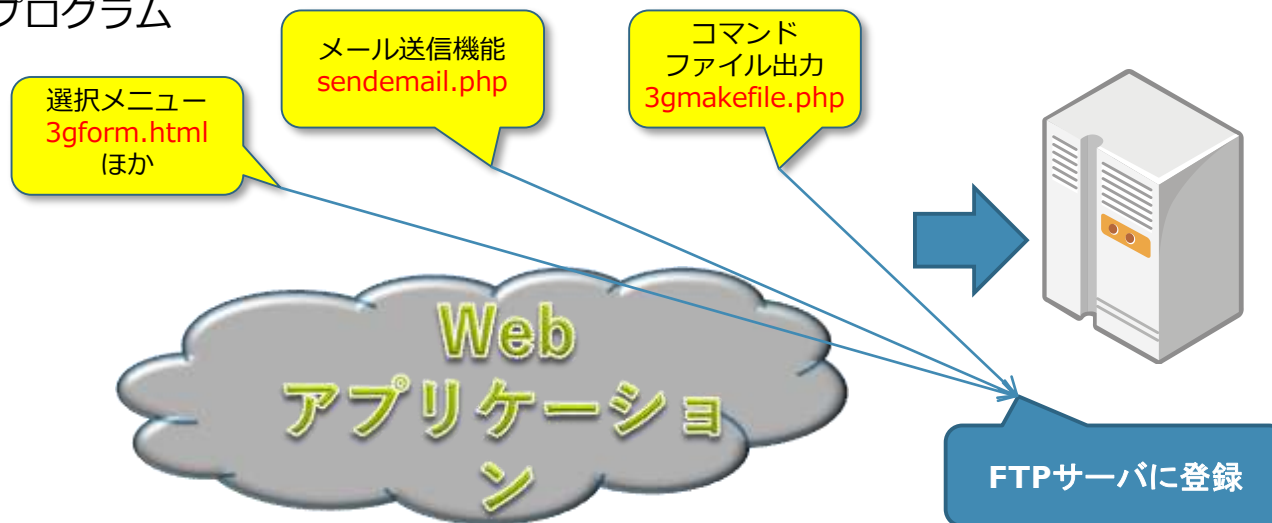 プログラム
メール送信機能
sendemail.php
コマンド
ファイル出力
3gmakefile.php
選択メニュー
3gform.html
ほか
Web
アプリケーショ
ン
FTPサーバに登録